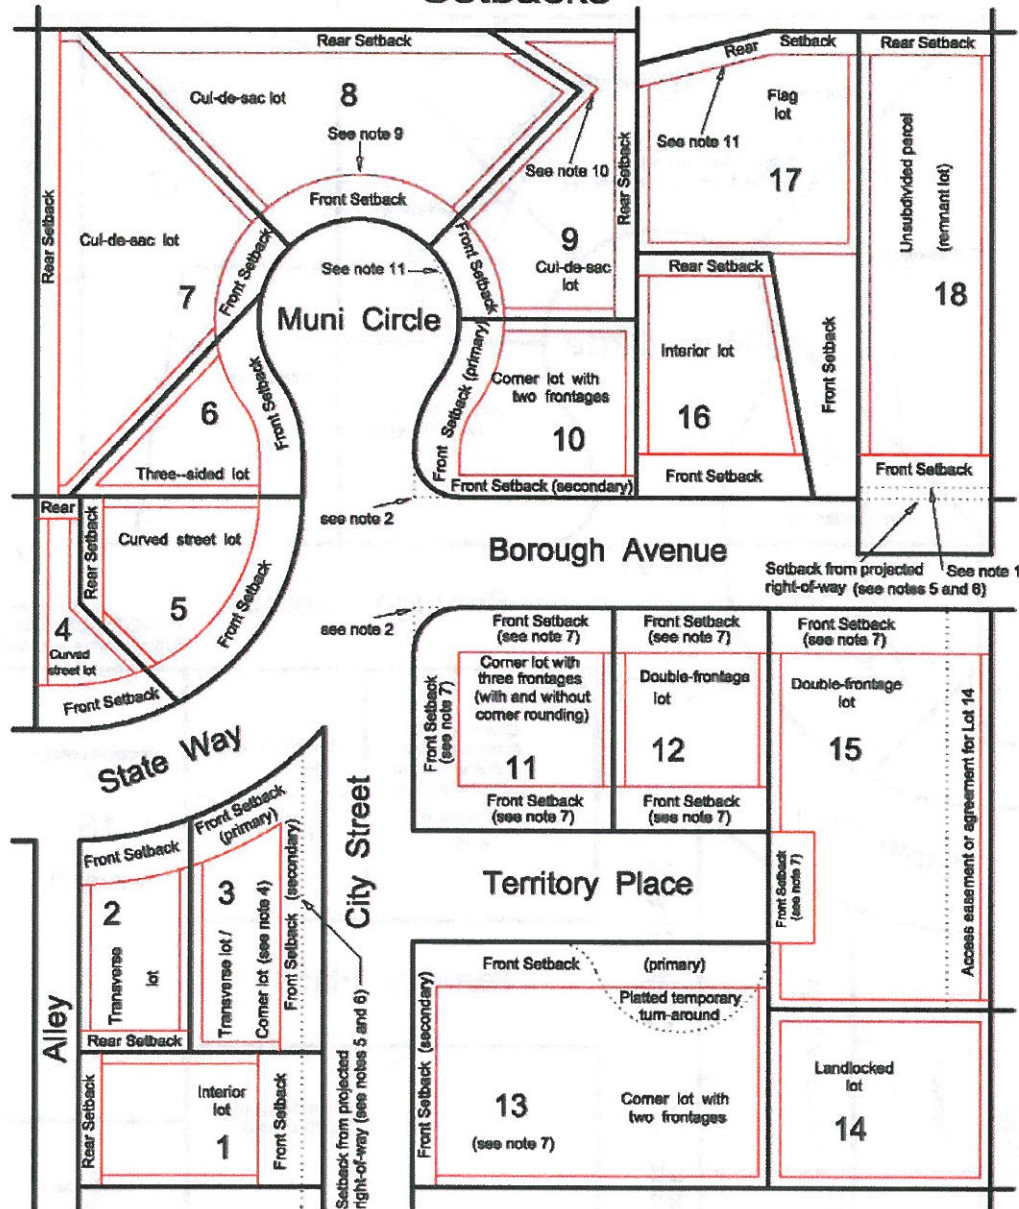 Setbacks
Rear Setback
Rear
Setback
Rear Setback
Cul-de-sac lot
8
Flag
lot
See note 9
See note 11
See note 10
Front Setback
Rear Setback
17
Unsubdivided parcel
(remnant lot)
Rear Setback
Cul-de-sac lot
7
Front Setback
See note 11
Front Setback
9
Cul-de-sac
lot
Rear Setback
18
Muni Circle
Front Setback
Front Setback (primary)
Corner lot with
two frontages
10
Interior lot
16
Front Setback
6
Three--sided lot
Front Setback (secondary)
Front Setback
Front Setback
Rear
Rear Setback
Curved street lot
5
Front Setback
see note 2
Borough Avenue
Setback from projected
right-of-way (see notes 5 and 6)
See note 1
4
Curved
street lot
Front Setback
see note 2
Front Setback
(see note 7)
Front Setback
(see note 7)
Front Setback
(see note 7)
Front Setback
(see note 7)
Corner lot with
three frontages
(with and without
corner rounding)
11
Double-frontage
lot
12
Double-frontage
lot
15
Access easement or agreement for Lot 14
Front Setback
(see note 7)
Front Setback
(see note 7)
State Way
City Street
Front Setback
Front Setback
(primary)
2
Transverse
lot
3
Transverse lot /
Corner lot (see note 4)
Front Setback (secondary)
Territory Place
Front Setback
(see note 7)
Rear Setback
Alley
Front Setback
(primary)
Platted temporary
turn-around
Front Setback (secondary)
Setback from projected
right-of-way (see notes 5 and 6)
Rear Setback
Interior
lot
1
Front Setback
13
(see note 7)
Corner lot with
two frontages
Landlocked
lot
14